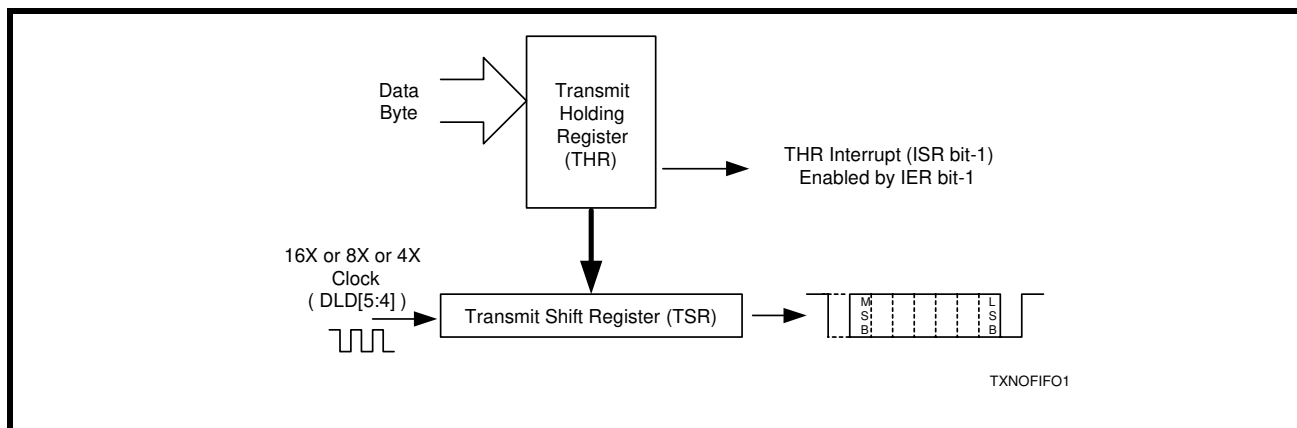 Data
Byte
Transmit
Holding
Register
(THR)
THR Interrupt (ISR bit-1)
Enabled by IER bit-1
16X or 8X or 4X
Clock
( DLD[5:4] )
Transmit Shift Register (TSR)
M
S
B
L
S
B
TXNOFIFO1